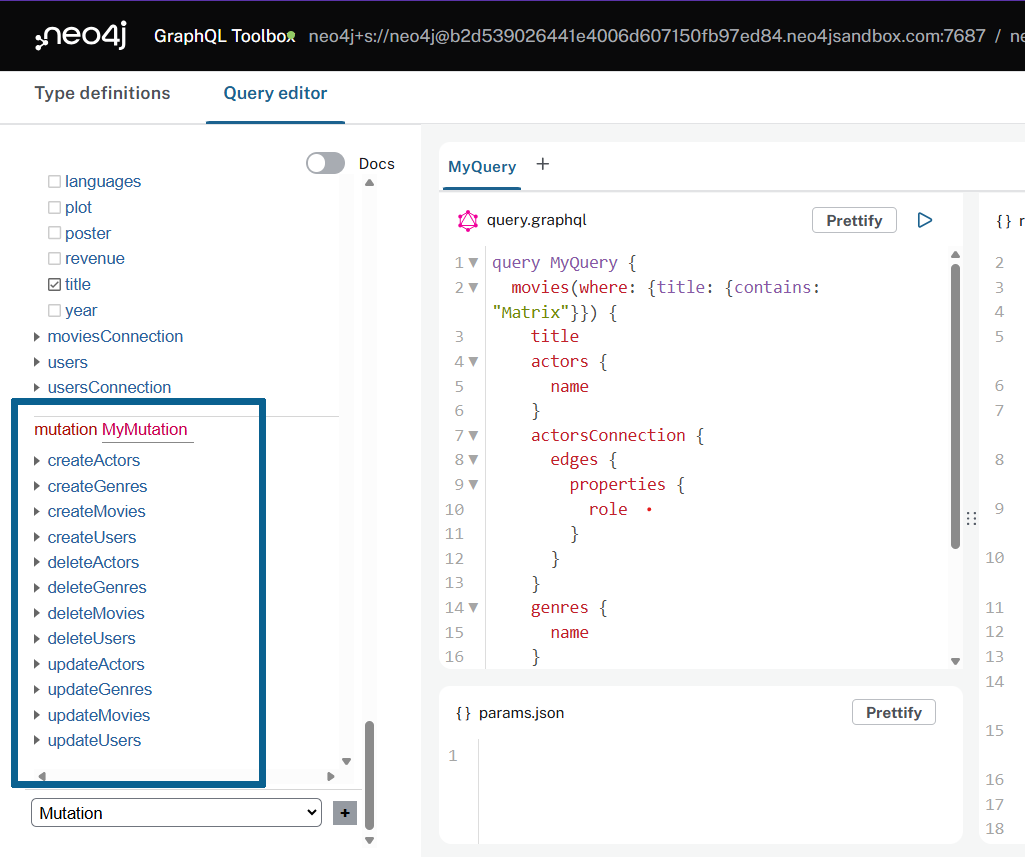 neo4j GraphQL Toolbox neo4j+s://neo4j@b2d539026441e4006d607150fb97ed84.neo4jsandbox.com:7687 / ne
Type definitions Query editor
Docs
languages
plot
poster
revenue
title
year
moviesConnection
users
usersConnection
mutation MyMutation
createActors
createGenres
createMovies
createUsers
deleteActors
deleteGenres
deleteMovies
deleteUsers
updateActors
updateGenres
updateMovies
updateUsers
Mutation +
MyQuery +
query.graphql Prettify
1 query MyQuery {
2 movies(where: {title: {contains:
"Matrix"}}) {
3 title
4 actors {
5 name
6 }
7 actorsConnection {
8 edges {
9 properties {
10 role
11 }
12 }
13 }
14 genres {
15 name
16 }
{ } params.json Prettify
1
{ } r
2
3
4
5
6
7
8
9
10
11
12
13
14
15
16
17
18